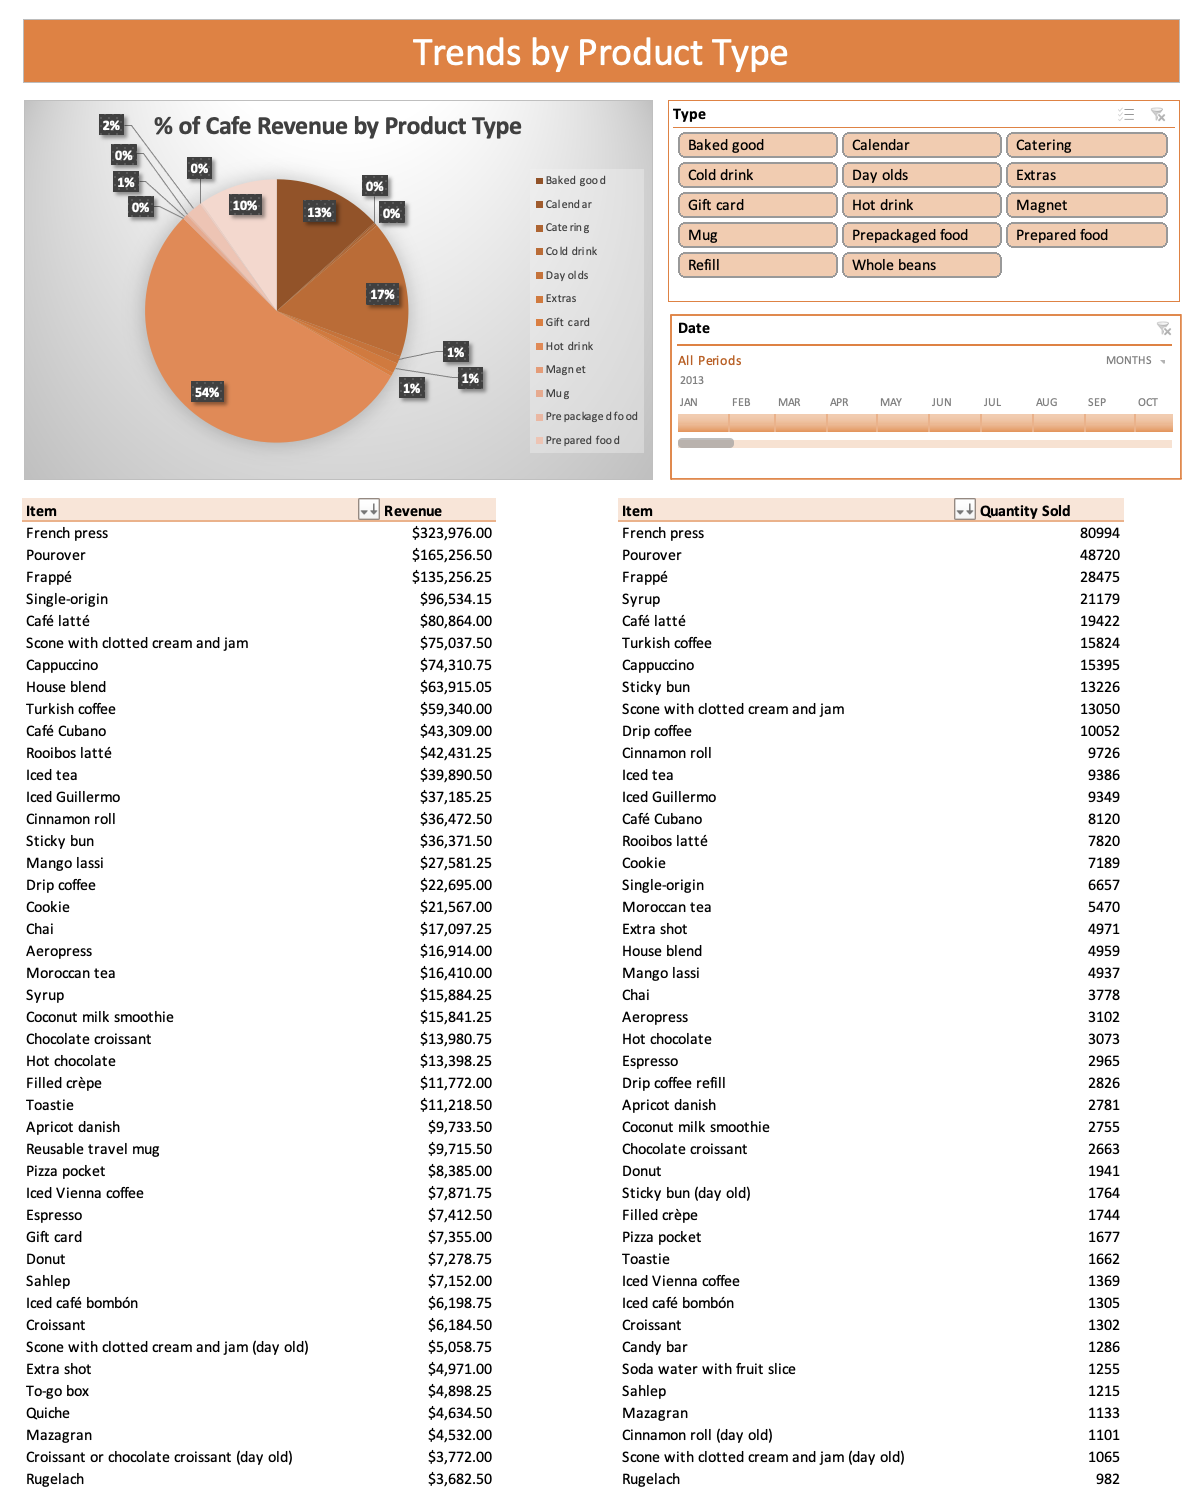 Trends by Product Type
% of Cafe Revenue by Product Type
2%
0%
1%
0%
0%
10%
13%
0%
0%
17%
1%
1%
1%
54%
Baked good
Calendar
Catering
Cold drink
Day olds
Extras
Gift card
Hot drink
Magnet
Mug
Prepackaged food
Prepared food
Type
Baked good Calendar Catering
Cold drink Day olds Extras
Gift card Hot drink Magnet
Mug Prepackaged food Prepared food
Refill Whole beans
Date
All Periods MONTHS
2013
JAN FEB MAR APR MAY JUN JUL AUG SEP OCT
Item Revenue
French press $323,976.00
Pourover $165,256.50
Frappé $135,256.25
Single-origin $96,534.15
Café latté $80,864.00
Scone with clotted cream and jam $75,037.50
Cappuccino $74,310.75
House blend $63,915.05
Turkish coffee $59,340.00
Café Cubano $43,309.00
Rooibos latté $42,431.25
Iced tea $39,890.50
Iced Guillermo $37,185.25
Cinnamon roll $36,472.50
Sticky bun $36,371.50
Mango lassi $27,581.25
Drip coffee $22,695.00
Cookie $21,567.00
Chai $17,097.25
Aeropress $16,914.00
Moroccan tea $16,410.00
Syrup $15,884.25
Coconut milk smoothie $15,841.25
Chocolate croissant $13,980.75
Hot chocolate $13,398.25
Filled crèpe $11,772.00
Toastie $11,218.50
Apricot danish $9,733.50
Reusable travel mug $9,715.50
Pizza pocket $8,385.00
Iced Vienna coffee $7,871.75
Espresso $7,412.50
Gift card $7,355.00
Donut $7,278.75
Sahlep $7,152.00
Iced café bombón $6,198.75
Croissant $6,184.50
Scone with clotted cream and jam (day old) $5,058.75
Extra shot $4,971.00
To-go box $4,898.25
Quiche $4,634.50
Mazagran $4,532.00
Croissant or chocolate croissant (day old) $3,772.00
Rugelach $3,682.50
Item Quantity Sold
French press 80994
Pourover 48720
Frappé 28475
Syrup 21179
Café latté 19422
Turkish coffee 15824
Cappuccino 15395
Sticky bun 13226
Scone with clotted cream and jam 13050
Drip coffee 10052
Cinnamon roll 9726
Iced tea 9386
Iced Guillermo 9349
Café Cubano 8120
Rooibos latté 7820
Cookie 7189
Single-origin 6657
Moroccan tea 5470
Extra shot 4971
House blend 4959
Mango lassi 4937
Chai 3778
Aeropress 3102
Hot chocolate 3073
Espresso 2965
Drip coffee refill 2826
Apricot danish 2781
Coconut milk smoothie 2755
Chocolate croissant 2663
Donut 1941
Sticky bun (day old) 1764
Filled crèpe 1744
Pizza pocket 1677
Toastie 1662
Iced Vienna coffee 1369
Iced café bombón 1305
Croissant 1302
Candy bar 1286
Soda water with fruit slice 1255
Sahlep 1215
Mazagran 1133
Cinnamon roll (day old) 1101
Scone with clotted cream and jam (day old) 1065
Rugelach 982